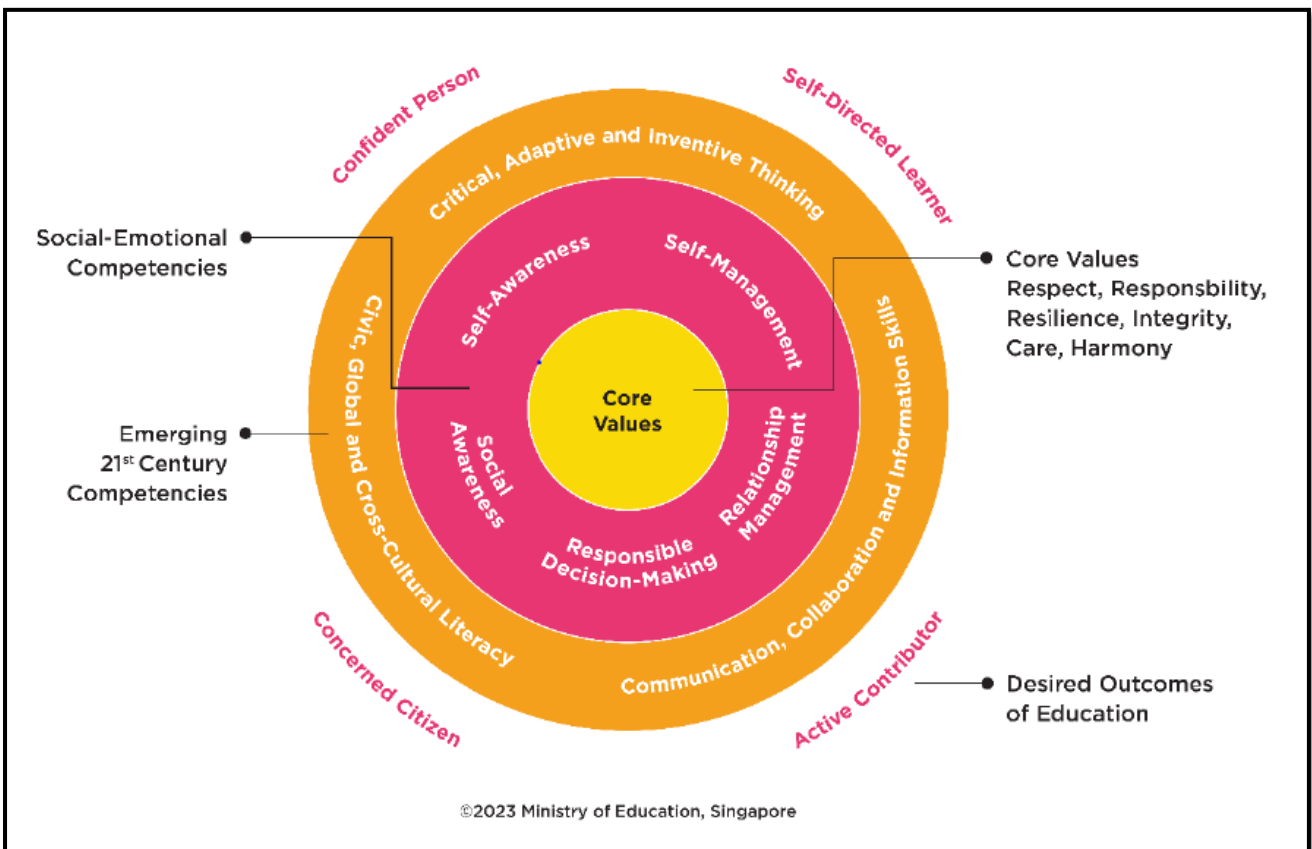 Confident Person
Self-Directed Learner
Critical, Adaptive and Inventive Thinking
Social-Emotional
Competencies
Self-Awareness
Self-Management
Core Values
Respect, Responsbility,
Resilience, Integrity,
Care, Harmony
Civic, Global and Cross-Cultural Literacy
Core
Values
Communication, Collaboration and Information Skills
Emerging
21st Century
Competencies
Social
Awareness
Relationship
Management
Responsible
Decision-Making
Concerned Citizen
Active Contributor
Desired Outcomes
of Education
©2023 Ministry of Education, Singapore